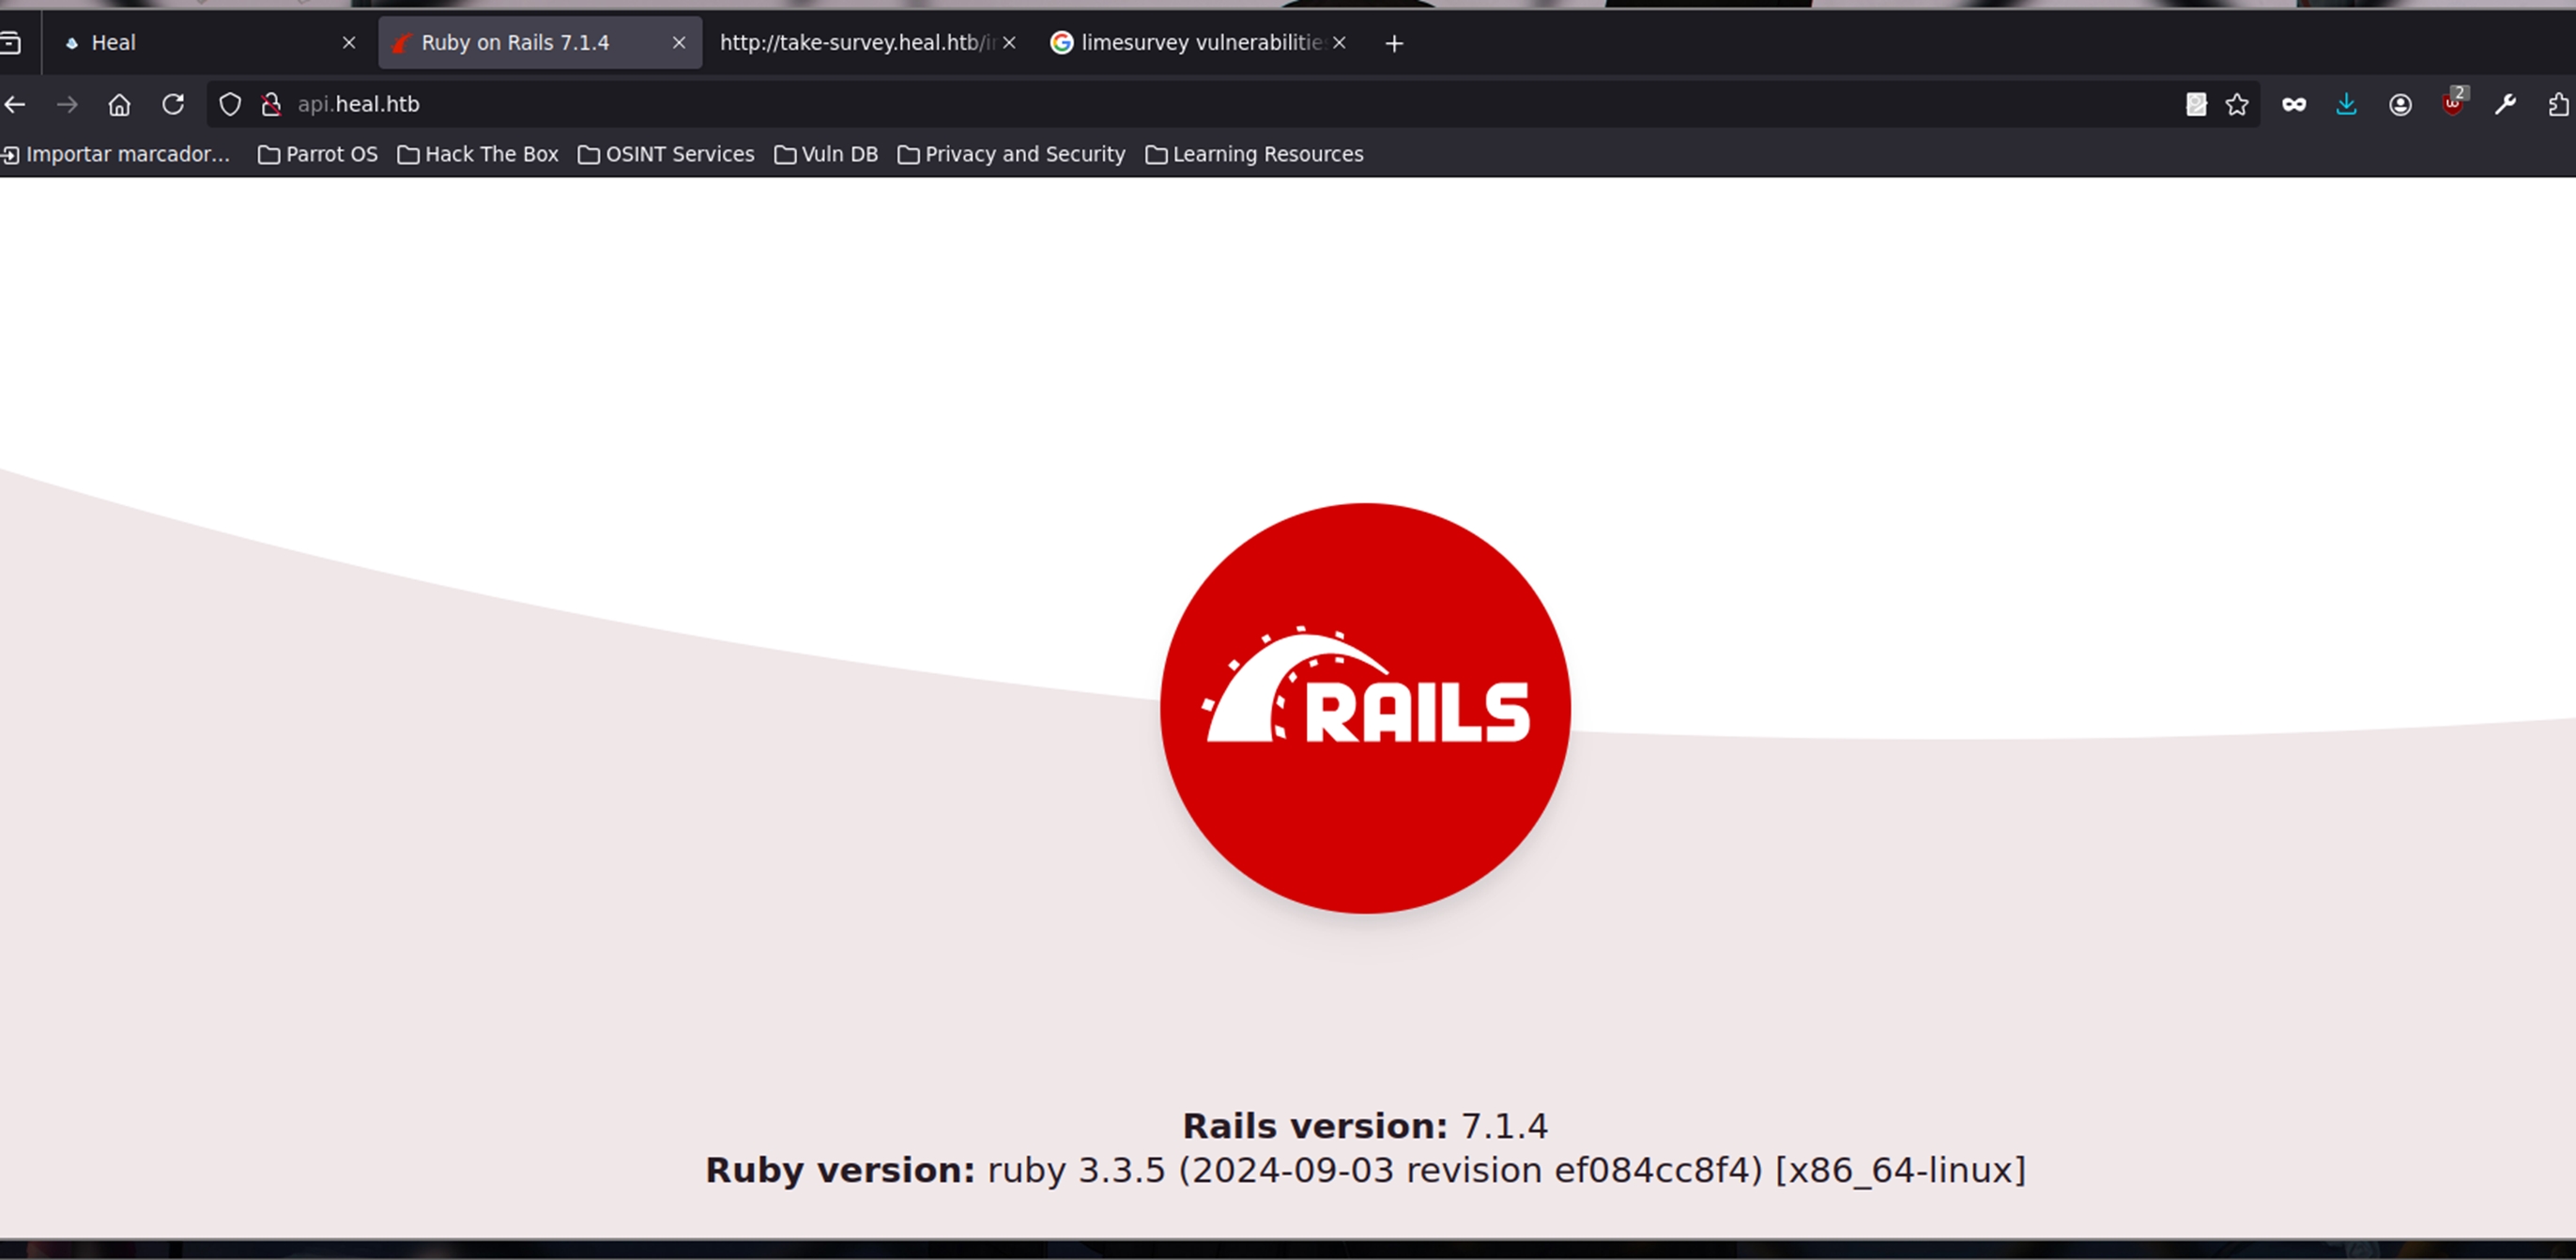 Heal
Ruby on Rails 7.1.4
http://take-survey.heal.htb/i
limesurvey vulnerabilitie
api.heal.htb
2
Importar marcador...
Parrot OS
Hack The Box
OSINT Services
Vuln DB
Privacy and Security
Learning Resources
RAILS
Rails version: 7.1.4
Ruby version: ruby 3.3.5 (2024-09-03 revision ef084cc8f4) [x86_64-linux]